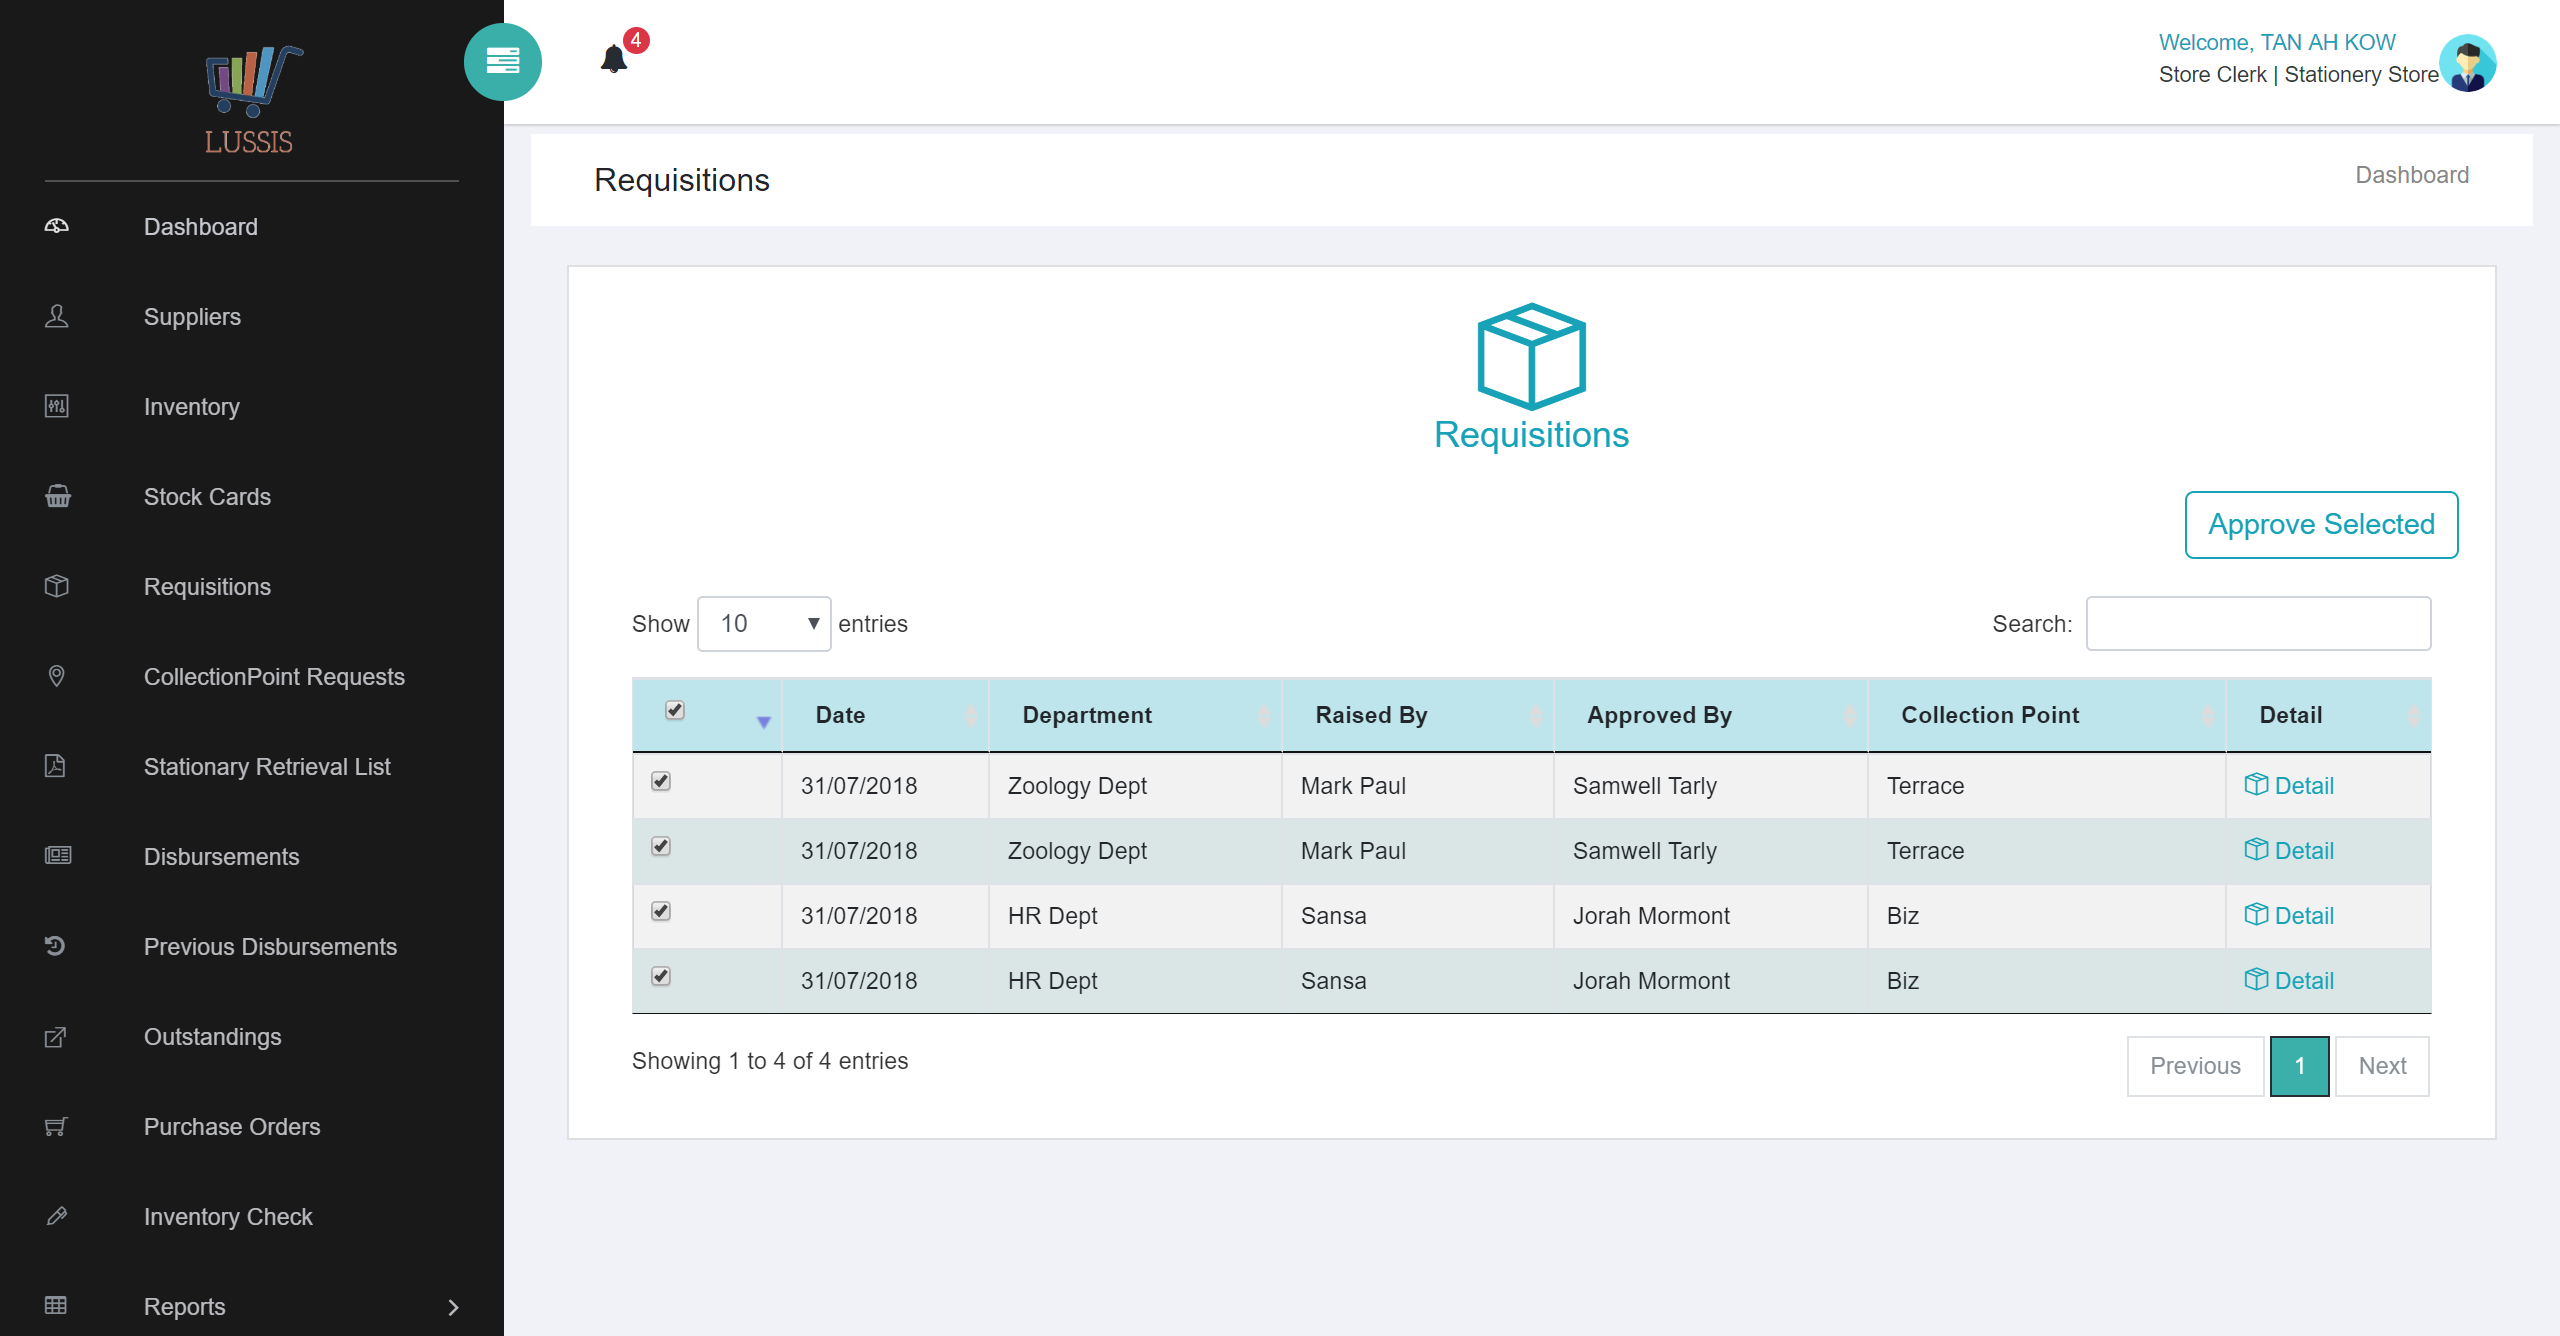 LUSSIS
Dashboard
Suppliers
Inventory
Stock Cards
Requisitions
CollectionPoint Requests
Stationary Retrieval List
Disbursements
Previous Disbursements
Outstandings
Purchase Orders
Inventory Check
Reports
4
Welcome, TAN AH KOW
Store Clerk | Stationery Store
Requisitions
Dashboard
Requisitions
Approve Selected
Show 10 entries
Search:
Date Department Raised By Approved By Collection Point Detail
31/07/2018 Zoology Dept Mark Paul Samwell Tarly Terrace Detail
31/07/2018 Zoology Dept Mark Paul Samwell Tarly Terrace Detail
31/07/2018 HR Dept Sansa Jorah Mormont Biz Detail
31/07/2018 HR Dept Sansa Jorah Mormont Biz Detail
Showing 1 to 4 of 4 entries
Previous 1 Next